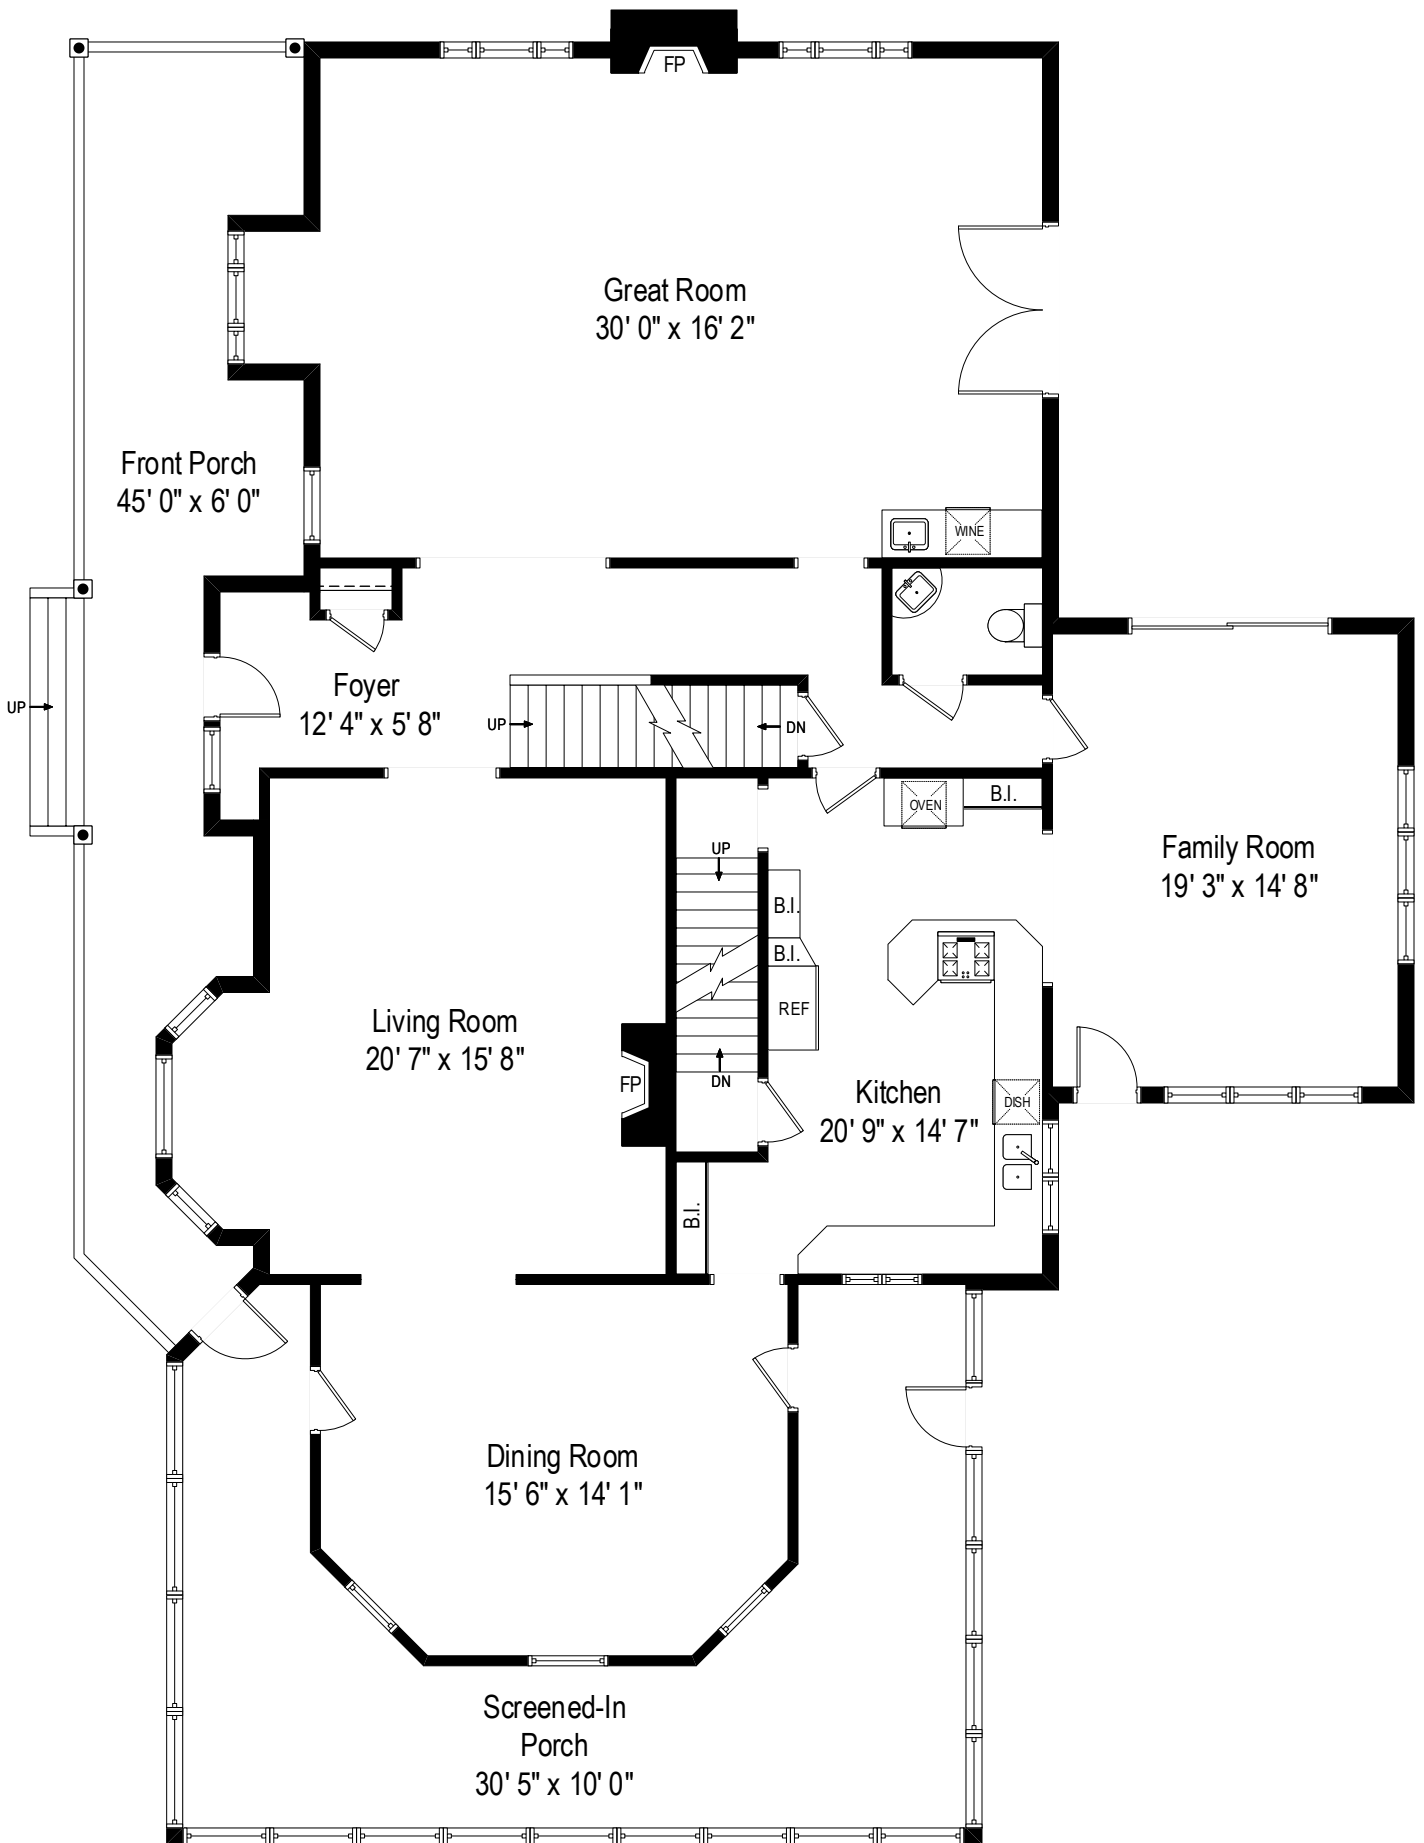 FP
Great Room
30' 0" x 16' 2"
Front Porch
45' 0" x 6' 0"
WINE
Foyer
12' 4" x 5' 8"
UP
UP
DN
OVEN
B.I.
Family Room
19' 3" x 14' 8"
UP
B.I.
B.I.
REF
Living Room
20' 7" x 15' 8"
FP
DN
Kitchen
20' 9" x 14' 7"
DISH
B.I.
Dining Room
15' 6" x 14' 1"
Screened-In
Porch
30' 5" x 10' 0"